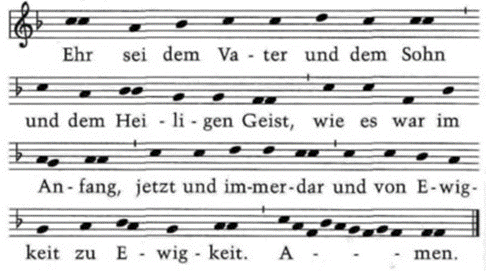 Ehr sei dem Va - ter und dem Sohn
und dem Hei - li - gen Geist, wie es war im
An - fang, jetzt und im-mer-dar und von E - wig-
keit zu E - wig - keit. A - - - men.